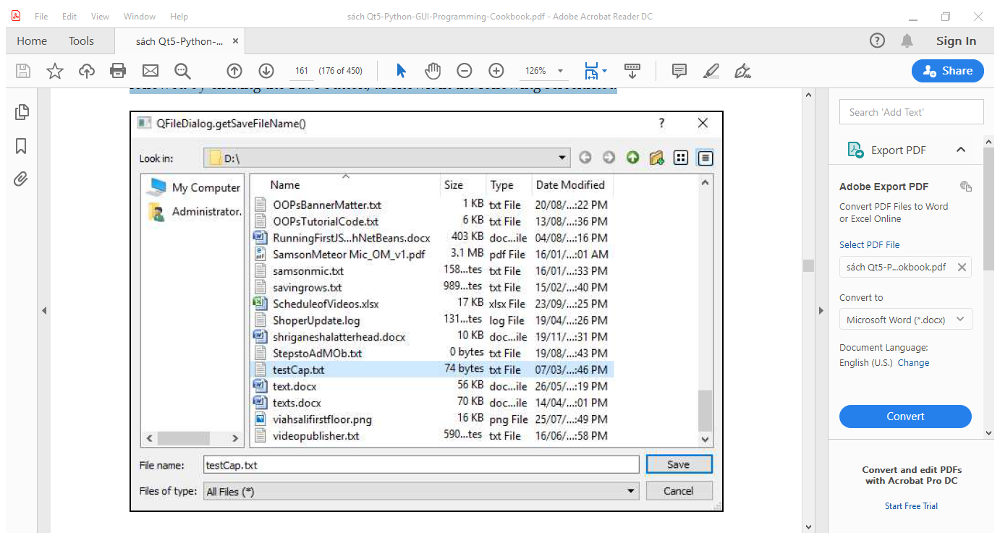 File Edit View Window Help
sách Qt5-Python-GUI-Programming-Cookbook.pdf - Adobe Acrobat Reader DC
Home Tools sách Qt5-Python-... ×
Sign In
161 (176 of 450)
126%
Share
QFileDialog.getSaveFileName()
? ×
Look in: D:\
My Computer
Administrator.
Name Size Type Date Modified
OOPsBannerMatter.txt 1 KB txt File 20/08/...:22 PM
OOPsTutorialCode.txt 6 KB txt File 13/08/...:36 PM
RunningFirstJS...hNetBeans.docx 403 KB doc...ile 04/08/...:16 PM
SamsonMeteor Mic_OM_v1.pdf 3.1 MB pdf File 16/01/...:01 AM
samsonmic.txt 158...tes txt File 16/01/...:33 PM
savingrows.txt 989...tes txt File 15/02/...:40 PM
ScheduleofVideos.xlsx 17 KB xlsx File 23/09/...:25 PM
ShoperUpdate.log 131...tes log File 19/04/...:26 PM
shriganeshalatterhead.docx 10 KB doc...ile 19/11/...:31 PM
StepstoAdMOb.txt 0 bytes txt File 19/08/...:43 PM
testCap.txt 74 bytes txt File 07/03/...:46 PM
text.docx 56 KB doc...ile 26/05/...:19 PM
texts.docx 70 KB doc...ile 14/04/...:01 PM
viahsalifirstfloor.png 16 KB png File 25/07/...:49 PM
videopublisher.txt 590...tes txt File 16/06/...:58 PM
File name: testCap.txt Save
Files of type: All Files (*) Cancel
Search 'Add Text'
Export PDF
Adobe Export PDF
Convert PDF Files to Word
or Excel Online
Select PDF File
sách Qt5-P...okbook.pdf
Convert to
Microsoft Word (*.docx)
Document Language:
English (U.S.) Change
Convert
Convert and edit PDFs
with Acrobat Pro DC
Start Free Trial